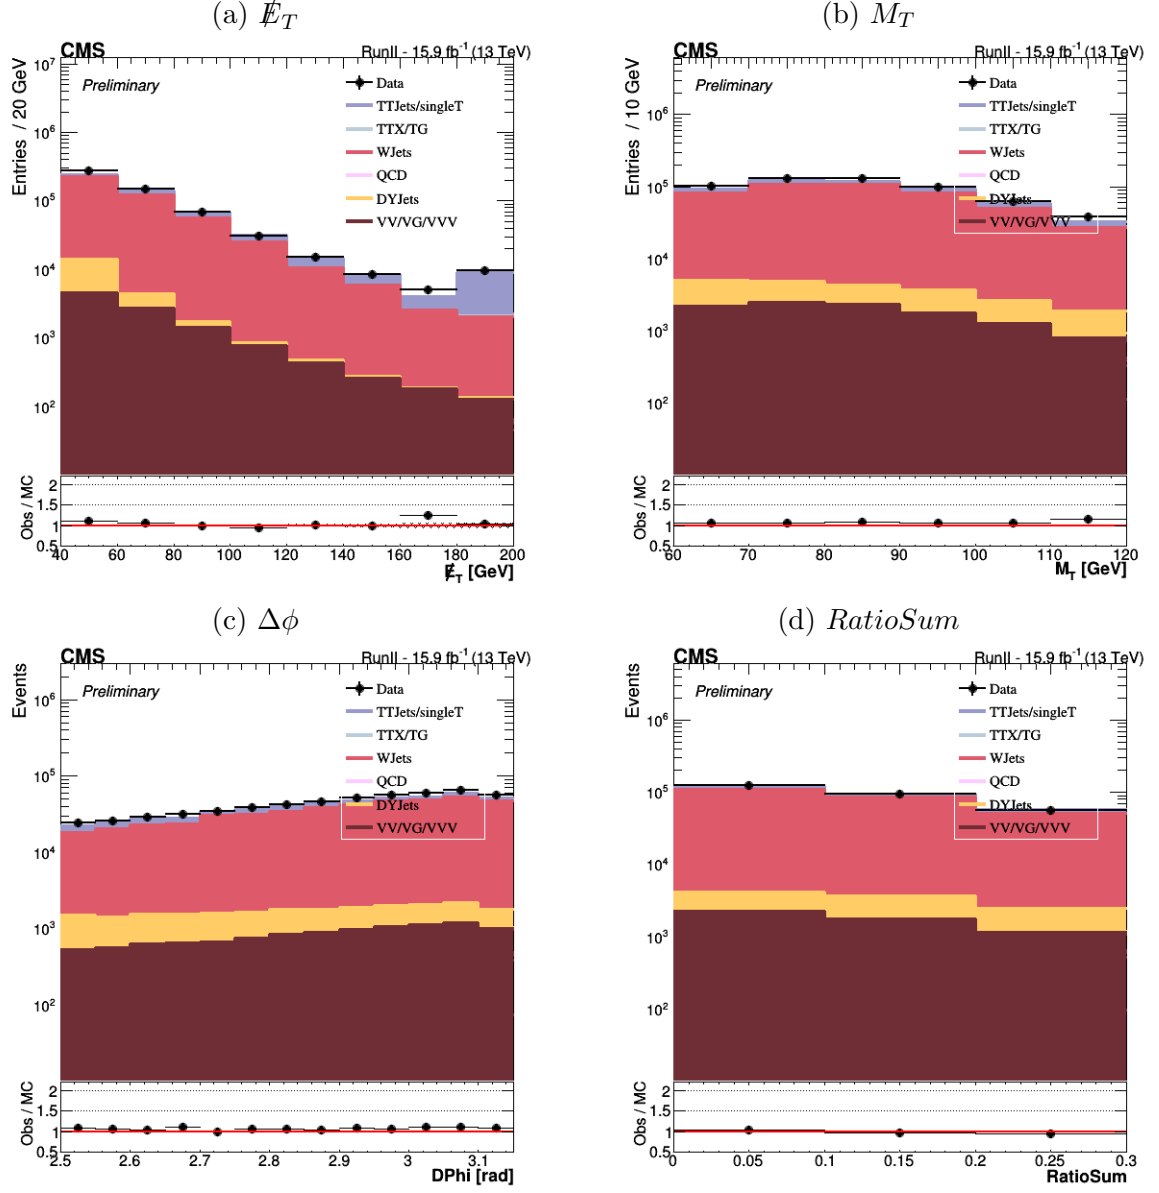 (a) E̸_T
(b) M_T
CMS RunII - 15.9 fb⁻¹ (13 TeV)
Preliminary
Entries / 20 GeV
10⁷
10⁶
10⁵
10⁴
10³
10²
Data
TTJets/singleT
TTX/TG
WJets
QCD
DYJets
VV/VG/VVV
Obs / MC
2
1.5
1
0.5
40 60 80 100 120 140 160 180 200
E̸_T [GeV]
CMS RunII - 15.9 fb⁻¹ (13 TeV)
Preliminary
Entries / 10 GeV
10⁶
10⁵
10⁴
10³
10²
Data
TTJets/singleT
TTX/TG
WJets
QCD
DYJets
VV/VG/VVV
Obs / MC
2
1.5
1
0.5
60 70 80 90 100 110 120
M_T [GeV]
(c) Δϕ
(d) RatioSum
CMS RunII - 15.9 fb⁻¹ (13 TeV)
Preliminary
Events
10⁶
10⁵
10⁴
10³
10²
Data
TTJets/singleT
TTX/TG
WJets
QCD
DYJets
VV/VG/VVV
Obs / MC
2
1.5
1
0.5
2.5 2.6 2.7 2.8 2.9 3 3.1
DPhi [rad]
CMS RunII - 15.9 fb⁻¹ (13 TeV)
Preliminary
Events
10⁶
10⁵
10⁴
10³
10²
Data
TTJets/singleT
TTX/TG
WJets
QCD
DYJets
VV/VG/VVV
Obs / MC
2
1.5
1
0.5
0 0.05 0.1 0.15 0.2 0.25 0.3
RatioSum